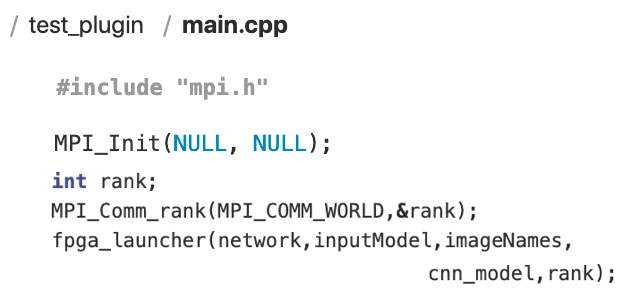 / test_plugin / main.cpp
#include "mpi.h"
MPI_Init(NULL, NULL);
int rank;
MPI_Comm_rank(MPI_COMM_WORLD,&rank);
fpga_launcher(network,inputModel,imageNames,
cnn_model,rank);